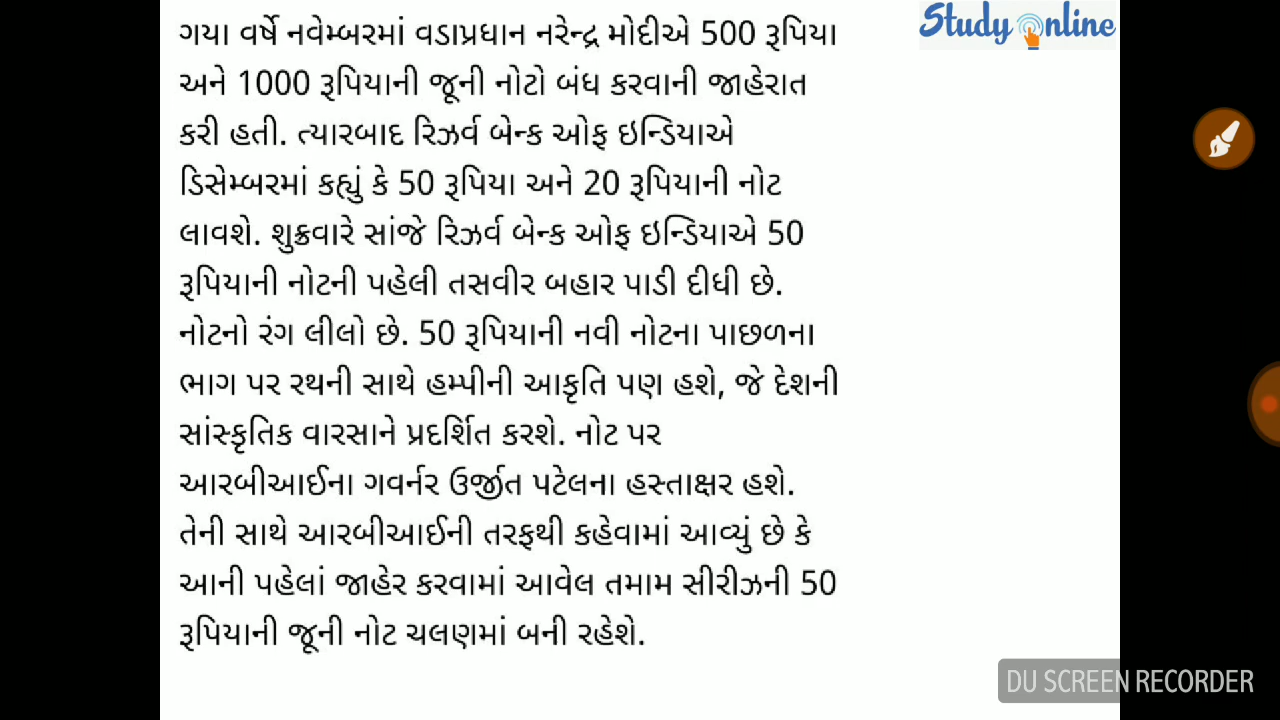 Study online
ગયા વર્ષે નવેમ્બરમાં વડાપ્રધાન નરેન્દ્ર મોદીએ 500 રૂપિયા
અને 1000 રૂપિયાની જૂની નોટો બંધ કરવાની જાહેરાત
કરી હતી. ત્યારબાદ રિઝર્વ બેન્ક ઓફ ઇન્ડિયાએ
ડિસેમ્બરમાં કહ્યું કે 50 રૂપિયા અને 20 રૂપિયાની નોટ
લાવશે. શુક્રવારે સાંજે રિઝર્વ બેન્ક ઓફ ઇન્ડિયાએ 50
રૂપિયાની નોટની પહેલી તસવીર બહાર પાડી દીધી છે.
નોટનો રંગ લીલો છે. 50 રૂપિયાની નવી નોટના પાછળના
ભાગ પર રથની સાથે હમ્પીની આકૃતિ પણ હશે, જે દેશની
સાંસ્કૃતિક વારસાને પ્રદર્શિત કરશે. નોટ પર
આરબીઆઈના ગવર્નર ઉર્જીત પટેલના હસ્તાક્ષર હશે.
તેની સાથે આરબીઆઈની તરફથી કહેવામાં આવ્યું છે કે
આની પહેલાં જાહેર કરવામાં આવેલ તમામ સીરીઝની 50
રૂપિયાની જૂની નોટ ચલણમાં બની રહેશે.
DU SCREEN RECORDER